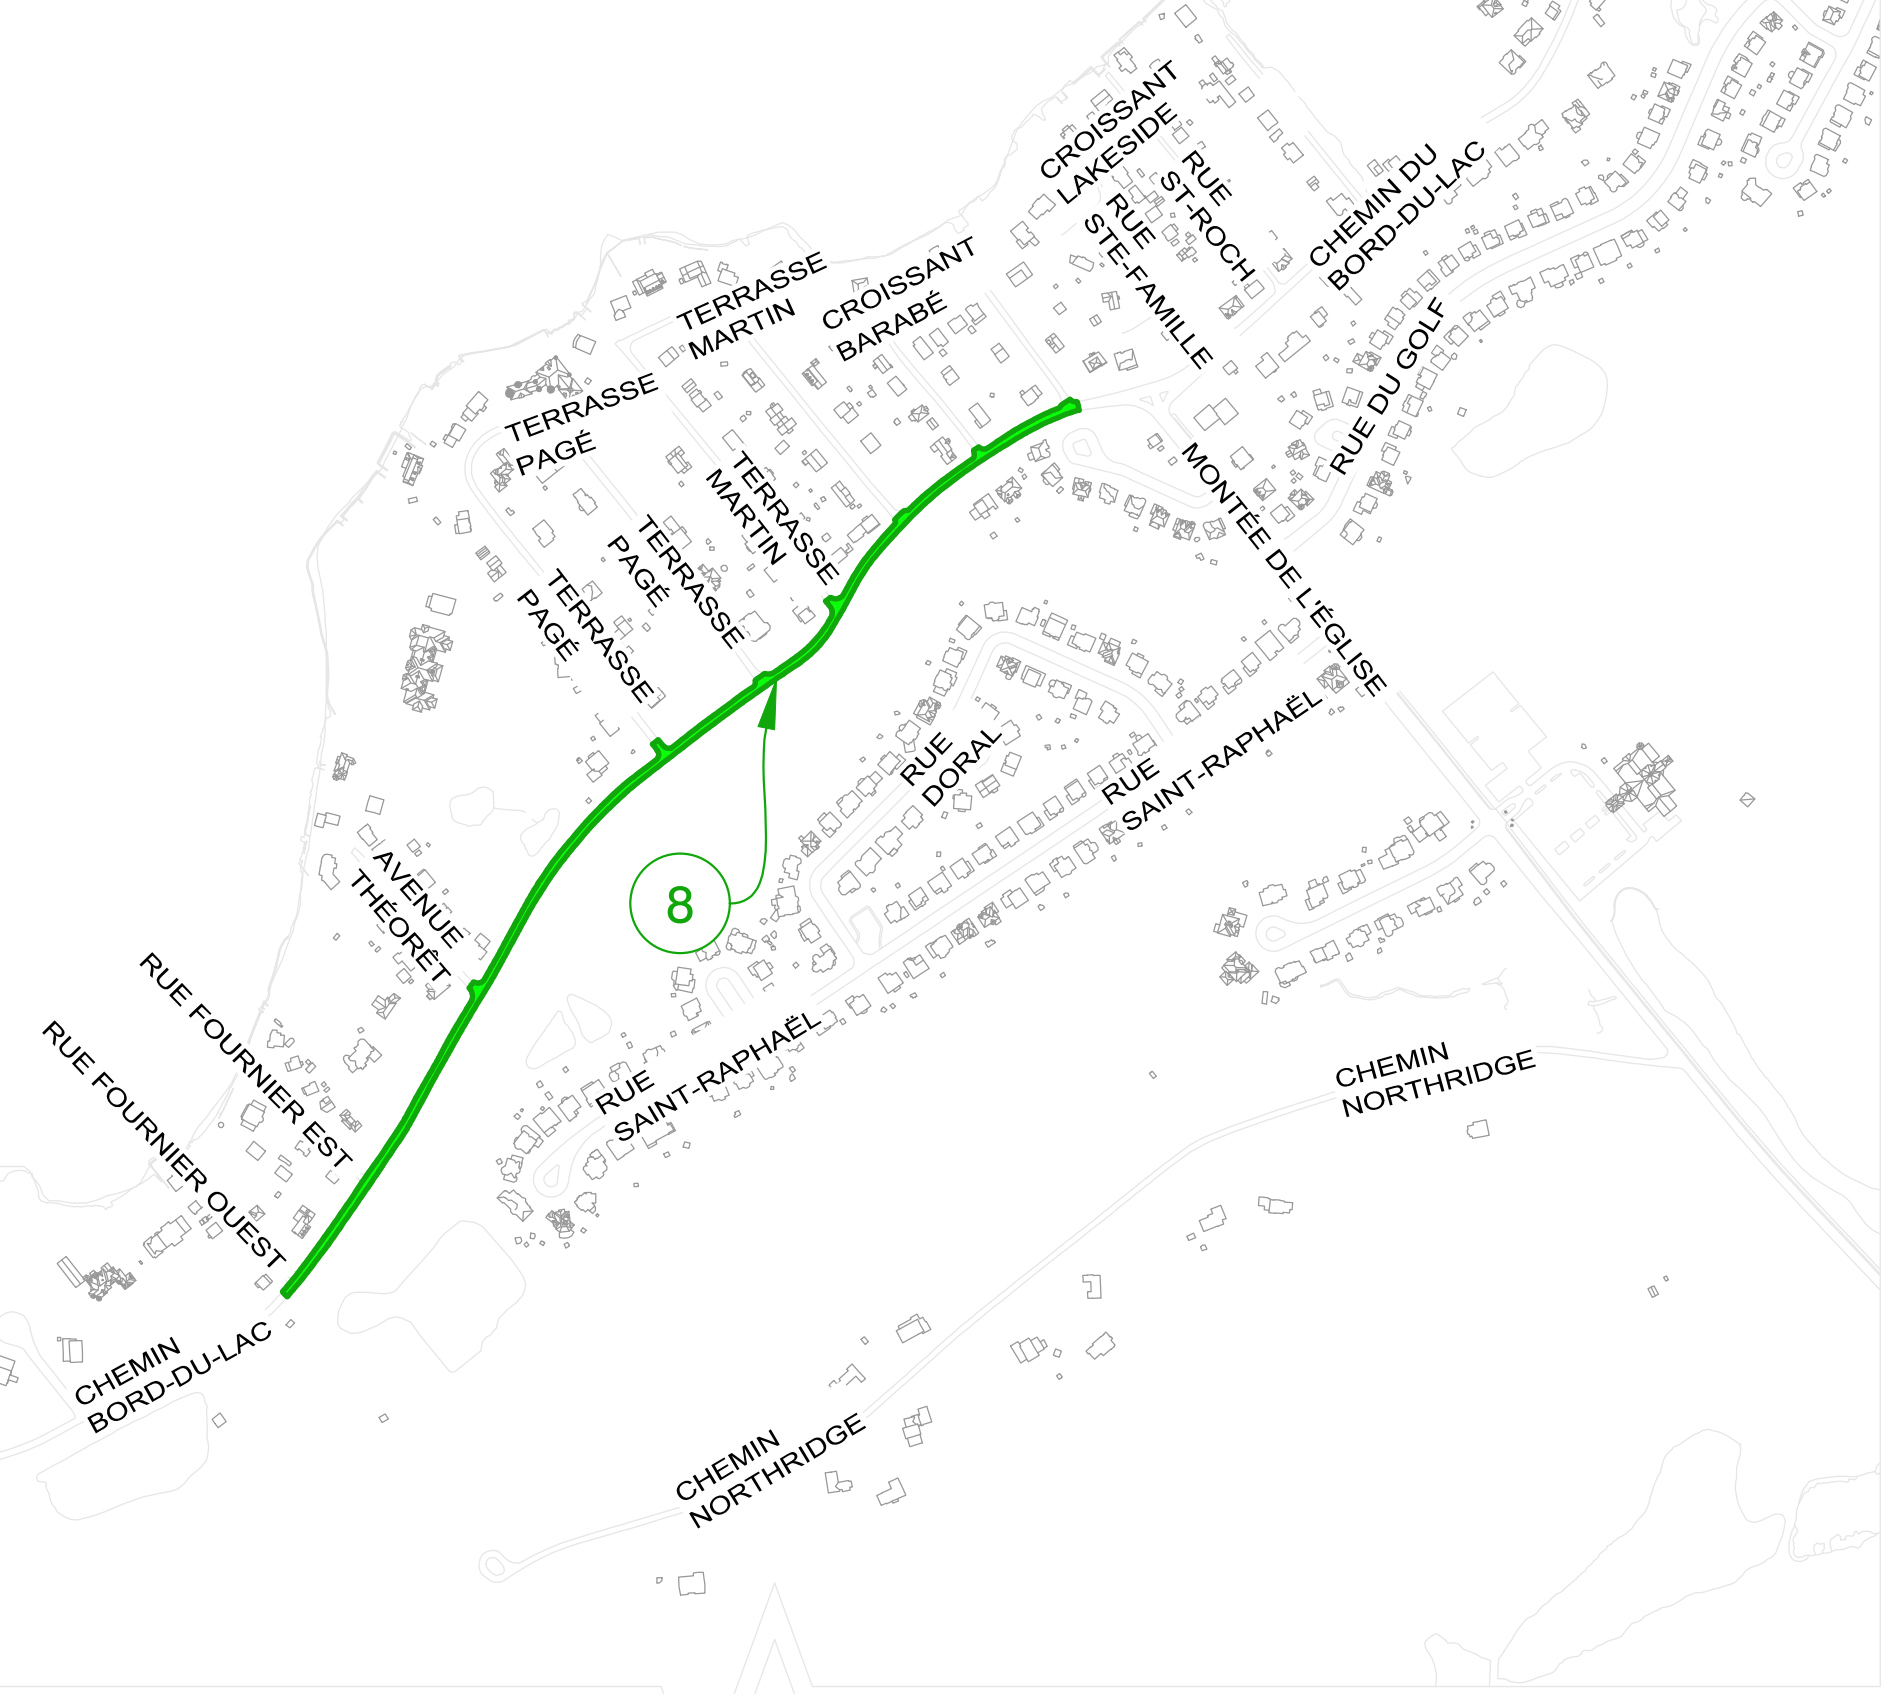 CROISSANT
LAKESIDE
RUE
ST-ROCH
RUE
STE-FAMILLE
CHEMIN DU
BORD-DU-LAC
TERRASSE
MARTIN
CROISSANT
BARABÉ
RUE DU GOLF
TERRASSE
PAGÉ
TERRASSE
MARTIN
MONTÉE DE L'ÉGLISE
TERRASSE
PAGÉ
TERRASSE
PAGÉ
RUE
DORAL
RUE
SAINT-RAPHAËL
AVENUE
THÉORÊT
8
RUE FOURNIER EST
RUE FOURNIER OUEST
RUE
SAINT-RAPHAËL
CHEMIN
NORTHRIDGE
CHEMIN
BORD-DU-LAC
CHEMIN
NORTHRIDGE